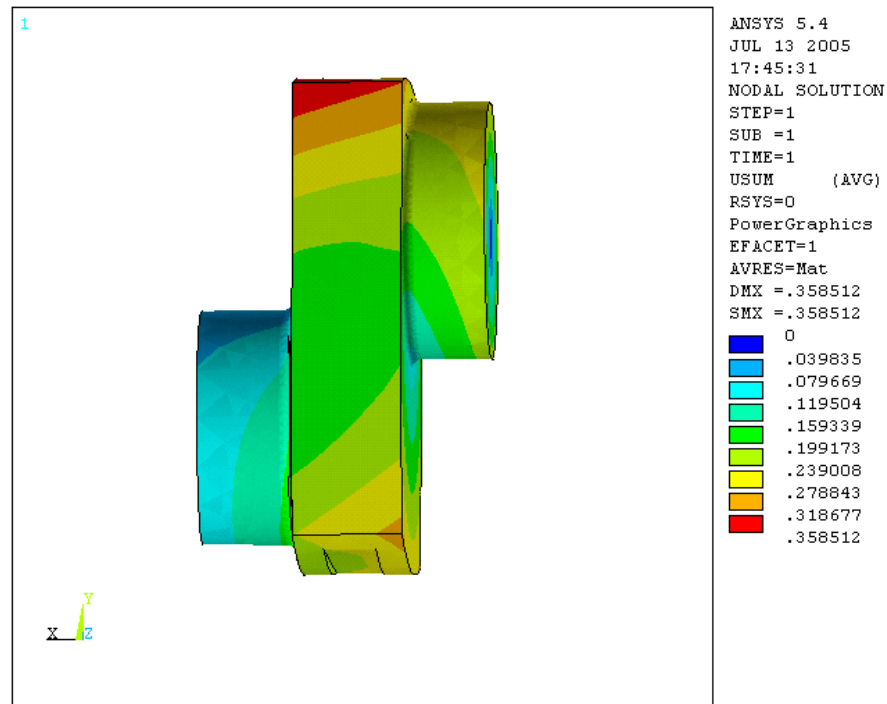 1
ANSYS 5.4
JUL 13 2005
17:45:31
NODAL SOLUTION
STEP=1
SUB =1
TIME=1
USUM (AVG)
RSYS=0
PowerGraphics
EFACET=1
AVRES=Mat
DMX =.358512
SMX =.358512
0
.039835
.079669
.119504
.159339
.199173
.239008
.278843
.318677
.358512
Y
X Z